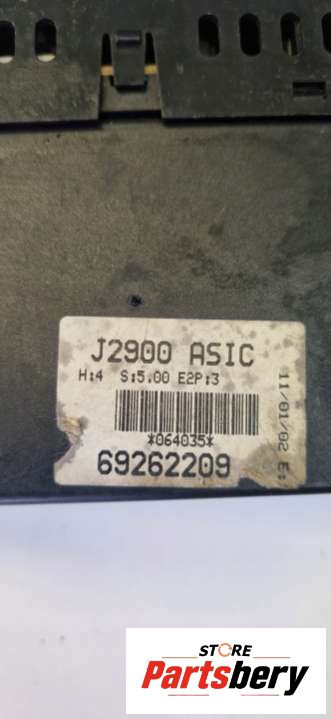 J2900 ASIC
H:4 S:5.00 E2P:3
*064035*
69262209
11/01/02 E:
STORE
Partsbery